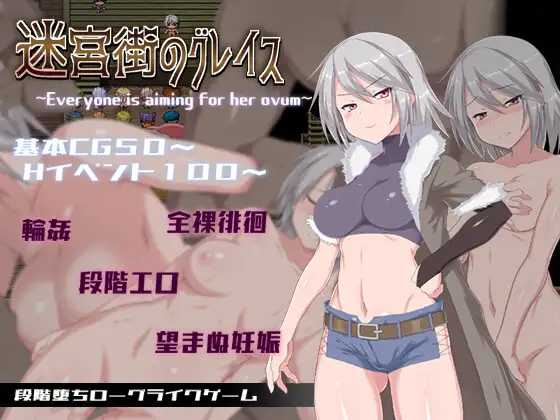 迷宮街のグレイス
~Everyone is aiming for her ovum~
基本CG50~
Hイベント100~
輪姦
全裸徘徊
段階エロ
望まぬ妊娠
段階堕ちローグライクゲーム